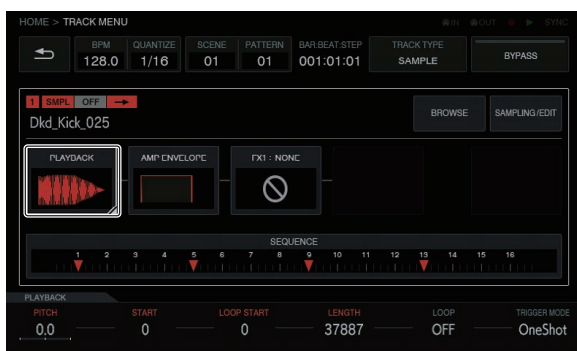 HOME > TRACK MENU
IN OUT SYNC
BPM QUANTIZE SCENE PATTERN BAR:BEAT:STEP TRACK TYPE
128.0 1/16 01 01 001:01:01 SAMPLE BYPASS
1 SMPL OFF
Dkd_Kick_025 BROWSE SAMPLING/EDIT
PLAYBACK AMP ENVELOPE FX1 : NONE
SEQUENCE
1 2 3 4 5 6 7 8 9 10 11 12 13 14 15 16
PLAYBACK
PITCH START LOOP START LENGTH LOOP TRIGGER MODE
0.0 0 0 37887 OFF OneShot